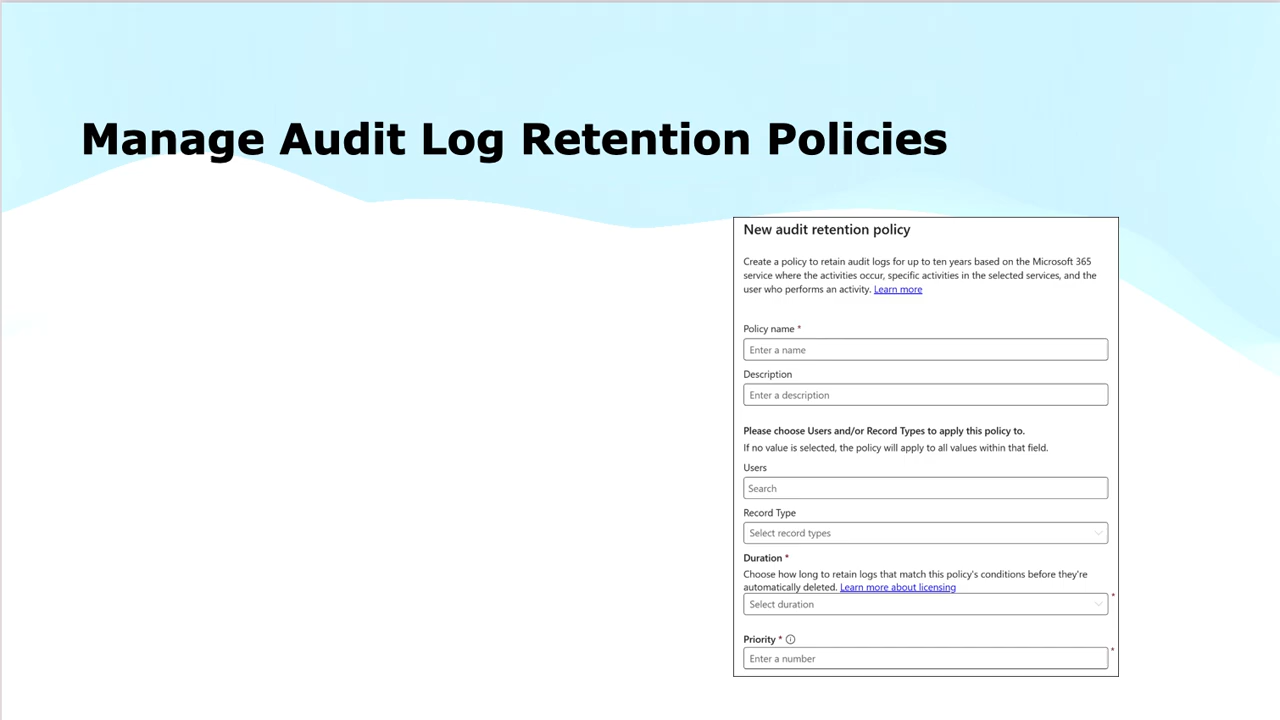 Manage Audit Log Retention Policies
New audit retention policy
Create a policy to retain audit logs for up to ten years based on the Microsoft 365
service where the activities occur, specific activities in the selected services, and the
user who performs an activity. Learn more
Policy name *
Enter a name
Description
Enter a description
Please choose Users and/or Record Types to apply this policy to.
If no value is selected, the policy will apply to all values within that field.
Users
Search
Record Type
Select record types
Duration *
Choose how long to retain logs that match this policy's conditions before they're
automatically deleted. Learn more about licensing
Select duration *
Priority *
Enter a number *